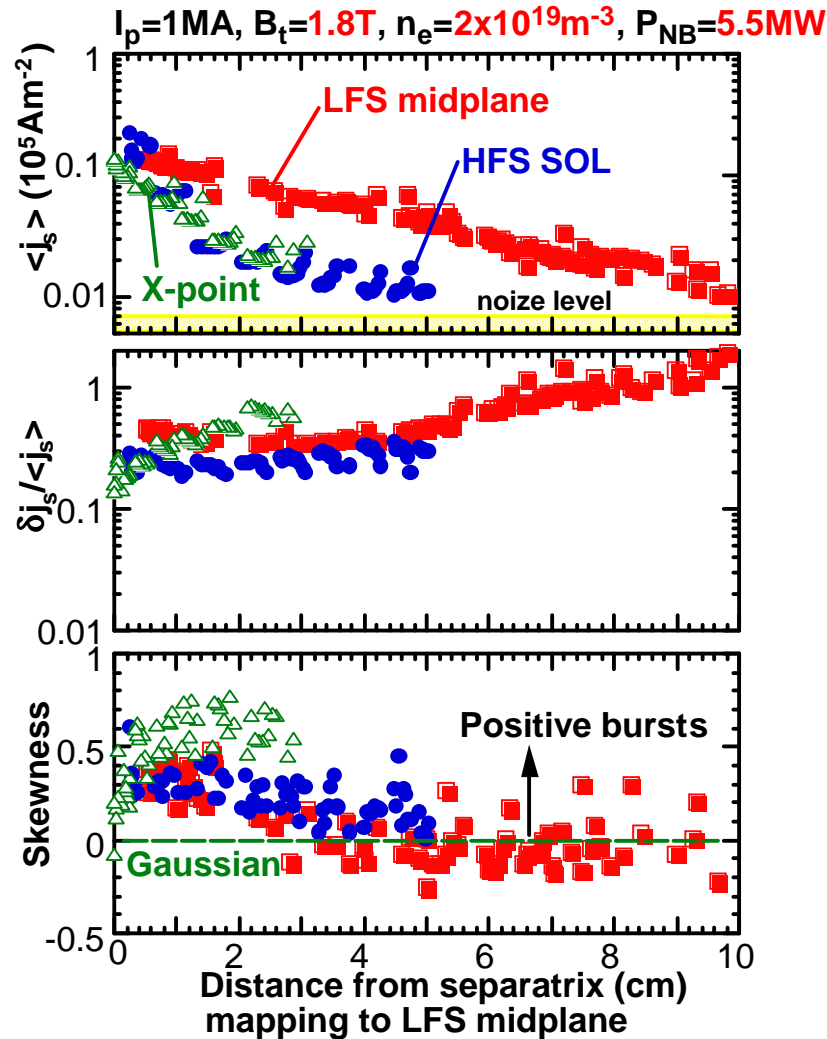 I_p=1MA, B_t=1.8T, n_e=2x10^19m^-3, P_NB=5.5MW
1
0.1
0.01
<j_s> (10^5Am^-2)
LFS midplane
HFS SOL
X-point
noize level
1
0.1
0.01
δj_s/<j_s>
1
0.5
0
-0.5
Skewness
Positive bursts
Gaussian
0 2 4 6 8 10
Distance from separatrix (cm)
mapping to LFS midplane